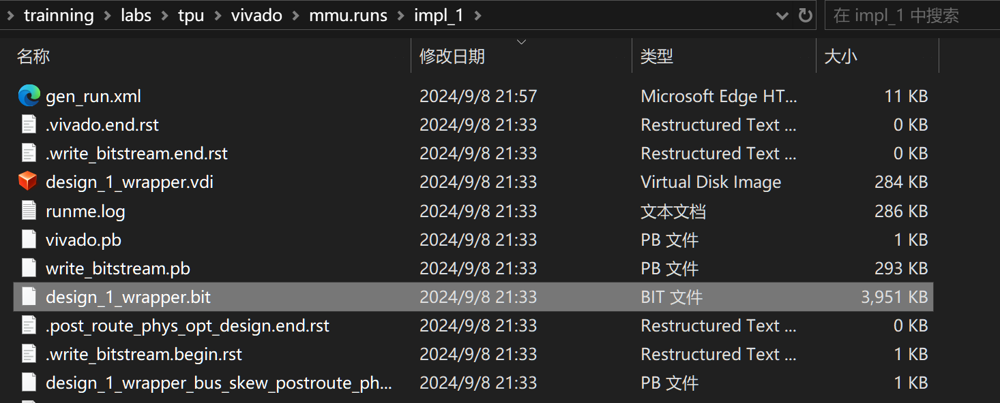 trainning > labs > tpu > vivado > mmu.runs > impl_1 > 在 impl_1 中搜索
名称 修改日期 类型 大小
gen_run.xml 2024/9/8 21:57 Microsoft Edge HT... 11 KB
.vivado.end.rst 2024/9/8 21:33 Restructured Text ... 0 KB
.write_bitstream.end.rst 2024/9/8 21:33 Restructured Text ... 0 KB
design_1_wrapper.vdi 2024/9/8 21:33 Virtual Disk Image 284 KB
runme.log 2024/9/8 21:33 文本文档 286 KB
vivado.pb 2024/9/8 21:33 PB 文件 1 KB
write_bitstream.pb 2024/9/8 21:33 PB 文件 293 KB
design_1_wrapper.bit 2024/9/8 21:33 BIT 文件 3,951 KB
.post_route_phys_opt_design.end.rst 2024/9/8 21:33 Restructured Text ... 0 KB
.write_bitstream.begin.rst 2024/9/8 21:33 Restructured Text ... 1 KB
design_1_wrapper_bus_skew_postroute_ph... 2024/9/8 21:33 PB 文件 1 KB